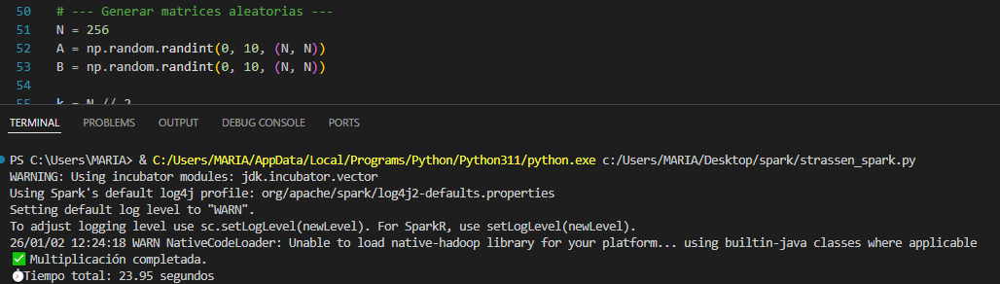 50 # --- Generar matrices aleatorias ---
51 N = 256
52 A = np.random.randint(0, 10, (N, N))
53 B = np.random.randint(0, 10, (N, N))
54
55 k = N // 2
TERMINAL PROBLEMS OUTPUT DEBUG CONSOLE PORTS
PS C:\Users\MARIA> & C:/Users/MARIA/AppData/Local/Programs/Python/Python311/python.exe c:/Users/MARIA/Desktop/spark/strassen_spark.py
WARNING: Using incubator modules: jdk.incubator.vector
Using Spark's default log4j profile: org/apache/spark/log4j2-defaults.properties
Setting default log level to "WARN".
To adjust logging level use sc.setLogLevel(newLevel). For SparkR, use setLogLevel(newLevel).
26/01/02 12:24:18 WARN NativeCodeLoader: Unable to load native-hadoop library for your platform... using builtin-java classes where applicable
✅ Multiplicación completada.
⏱Tiempo total: 23.95 segundos